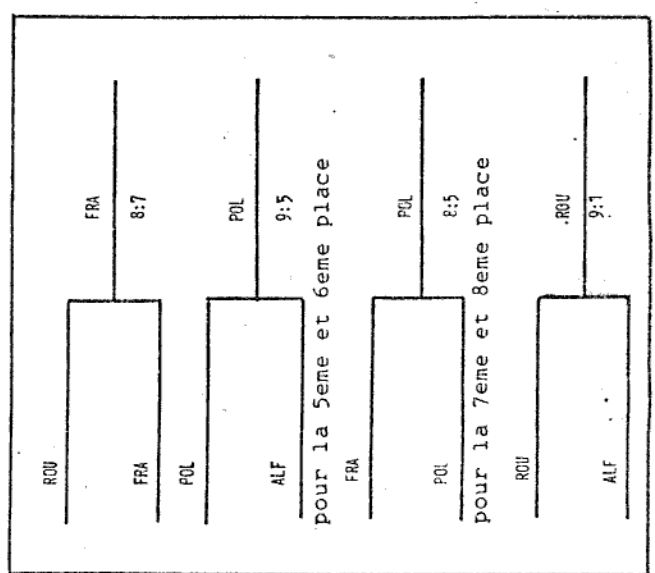 ROU
FRA
FRA
8:7
POL
POL
ALF
9:5
pour la 5eme et 6eme place
FRA
POL
POL
8:5
pour la 7eme et 8eme place
ROU
.ROU
ALF
9:1